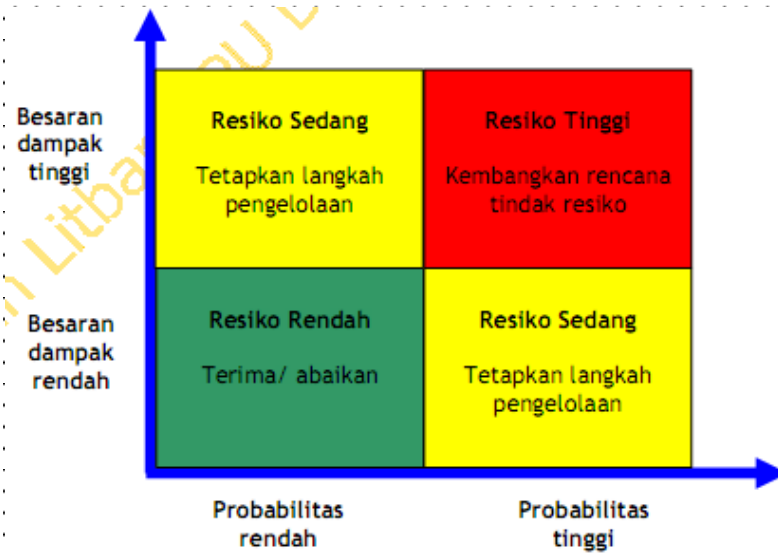 Besaran
dampak
tinggi
Resiko Sedang
Tetapkan langkah
pengelolaan
Resiko Tinggi
Kembangkan rencana
tindak resiko
Besaran
dampak
rendah
Resiko Rendah
Terima/ abaikan
Resiko Sedang
Tetapkan langkah
pengelolaan
Probabilitas
rendah
Probabilitas
tinggi